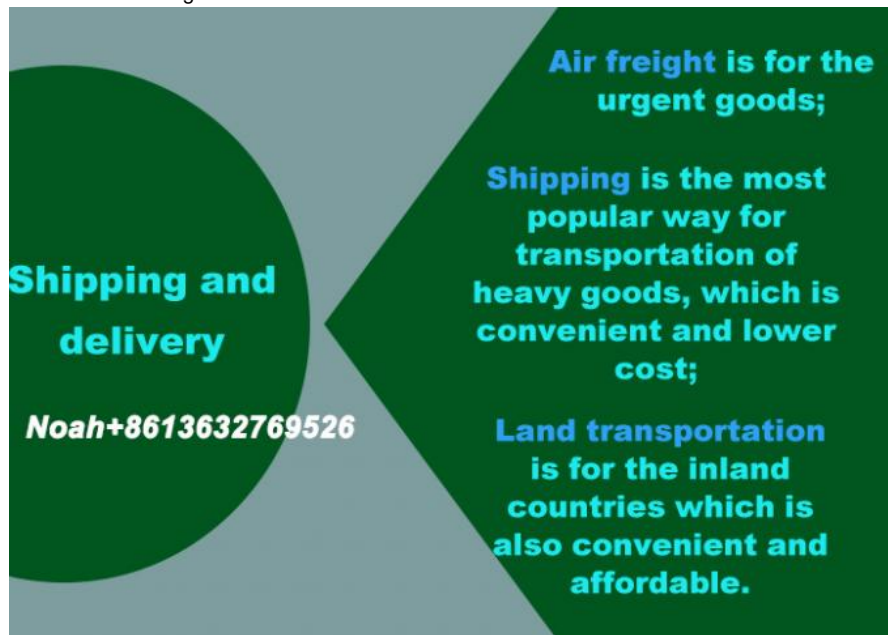 Air freight is for the
urgent goods;
Shipping is the most
popular way for
transportation of
heavy goods, which is
convenient and lower
cost;
Shipping and
delivery
Noah+8613632769526
Land transportation
is for the inland
countries which is
also convenient and
affordable.